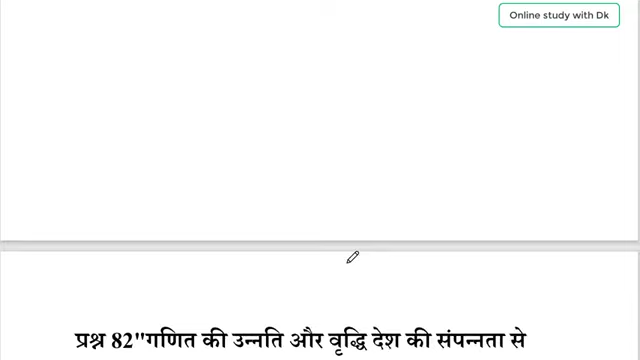 Online study with Dk
प्रश्न 82"गणित की उन्नति और वृद्धि देश की संपन्नता से